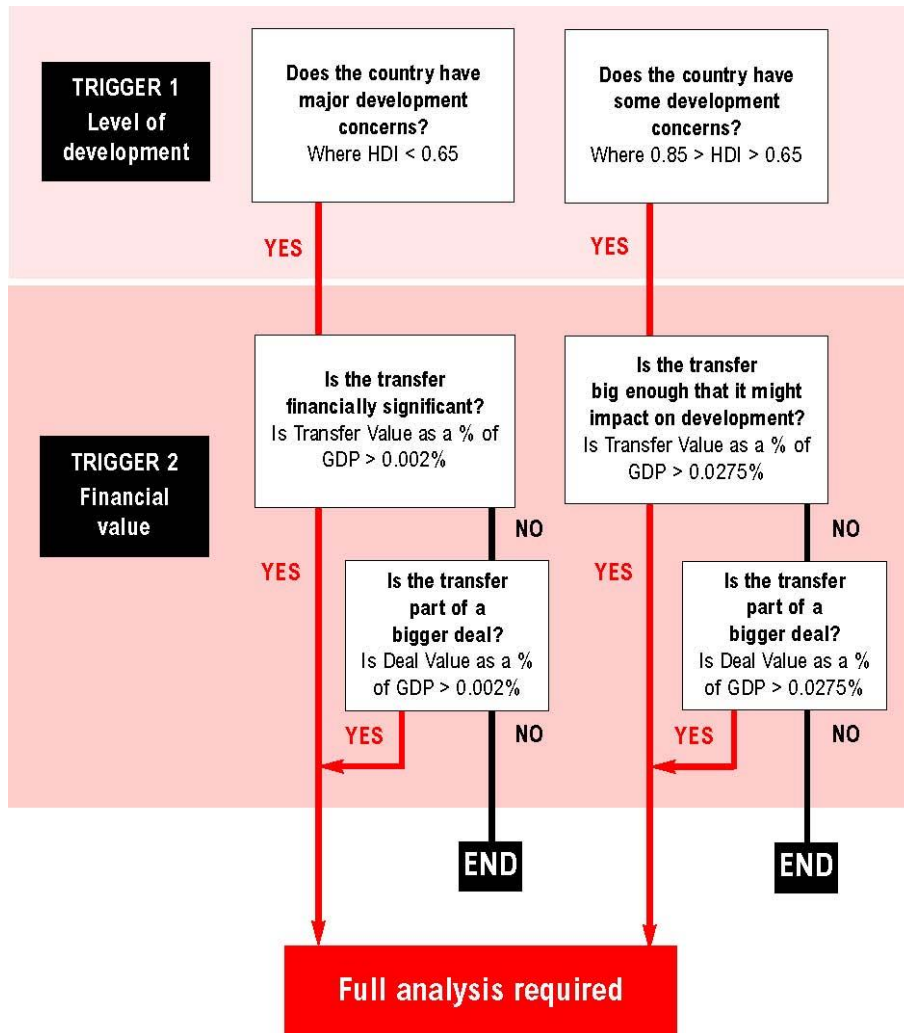 TRIGGER 1
Level of
development
Does the country have
major development
concerns?
Where HDI < 0.65
Does the country have
some development
concerns?
Where 0.85 > HDI > 0.65
YES
YES
TRIGGER 2
Financial
value
Is the transfer
financially significant?
Is Transfer Value as a % of
GDP > 0.002%
Is the transfer
big enough that it might
impact on development?
Is Transfer Value as a % of
GDP > 0.0275%
YES
NO
YES
NO
Is the transfer
part of a
bigger deal?
Is Deal Value as a %
of GDP > 0.002%
Is the transfer
part of a
bigger deal?
Is Deal Value as a %
of GDP > 0.0275%
YES
NO
YES
NO
END
END
Full analysis required